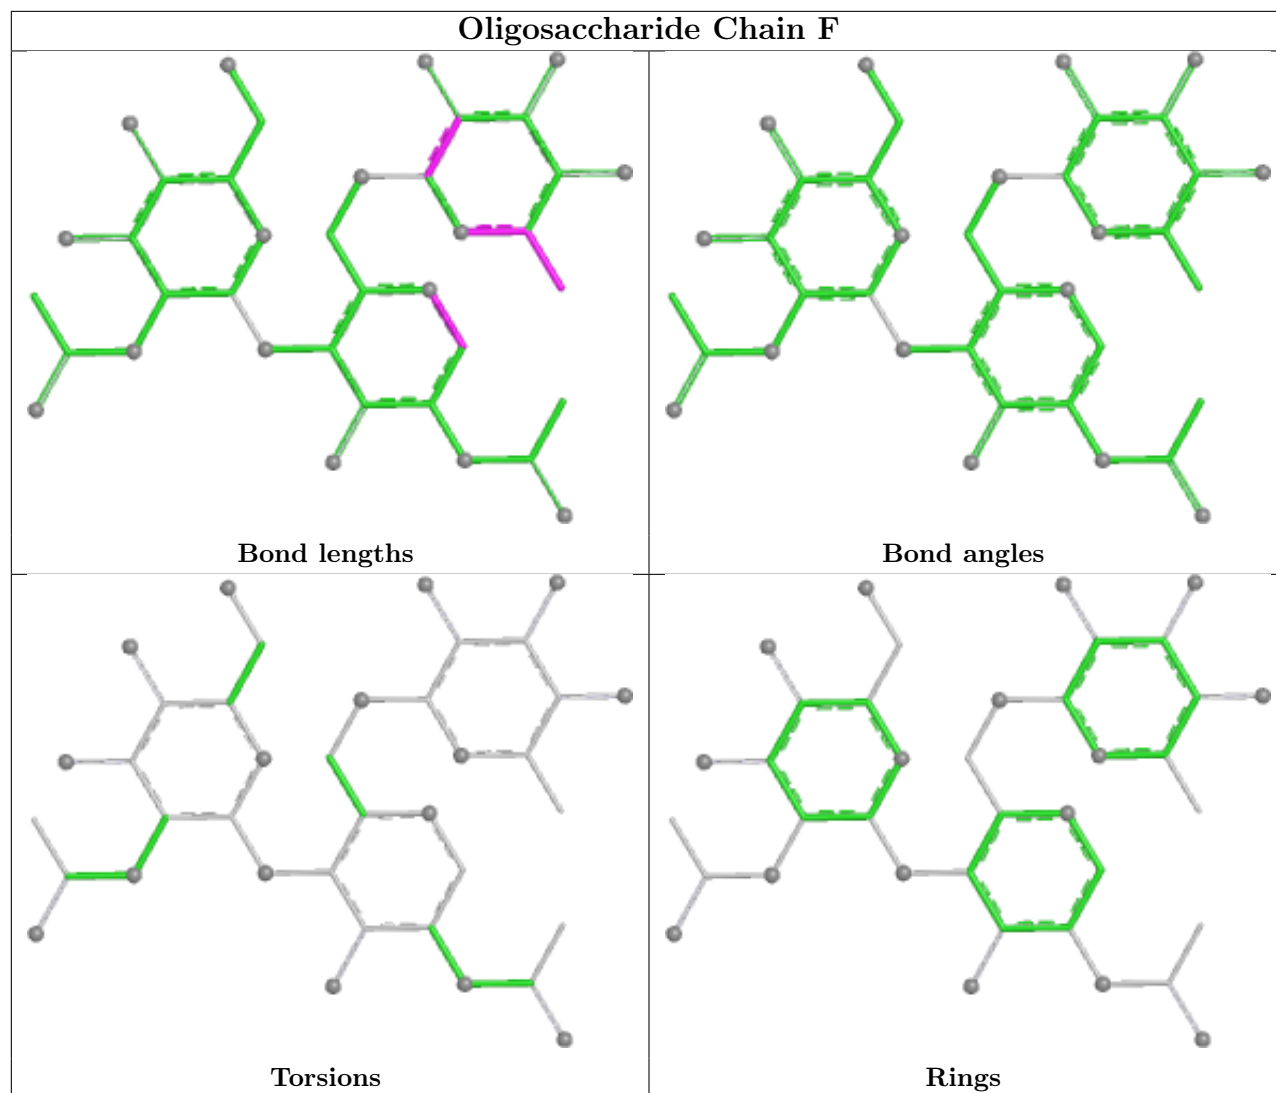 Oligosaccharide Chain F
Bond lengths
Bond angles
Torsions
Rings